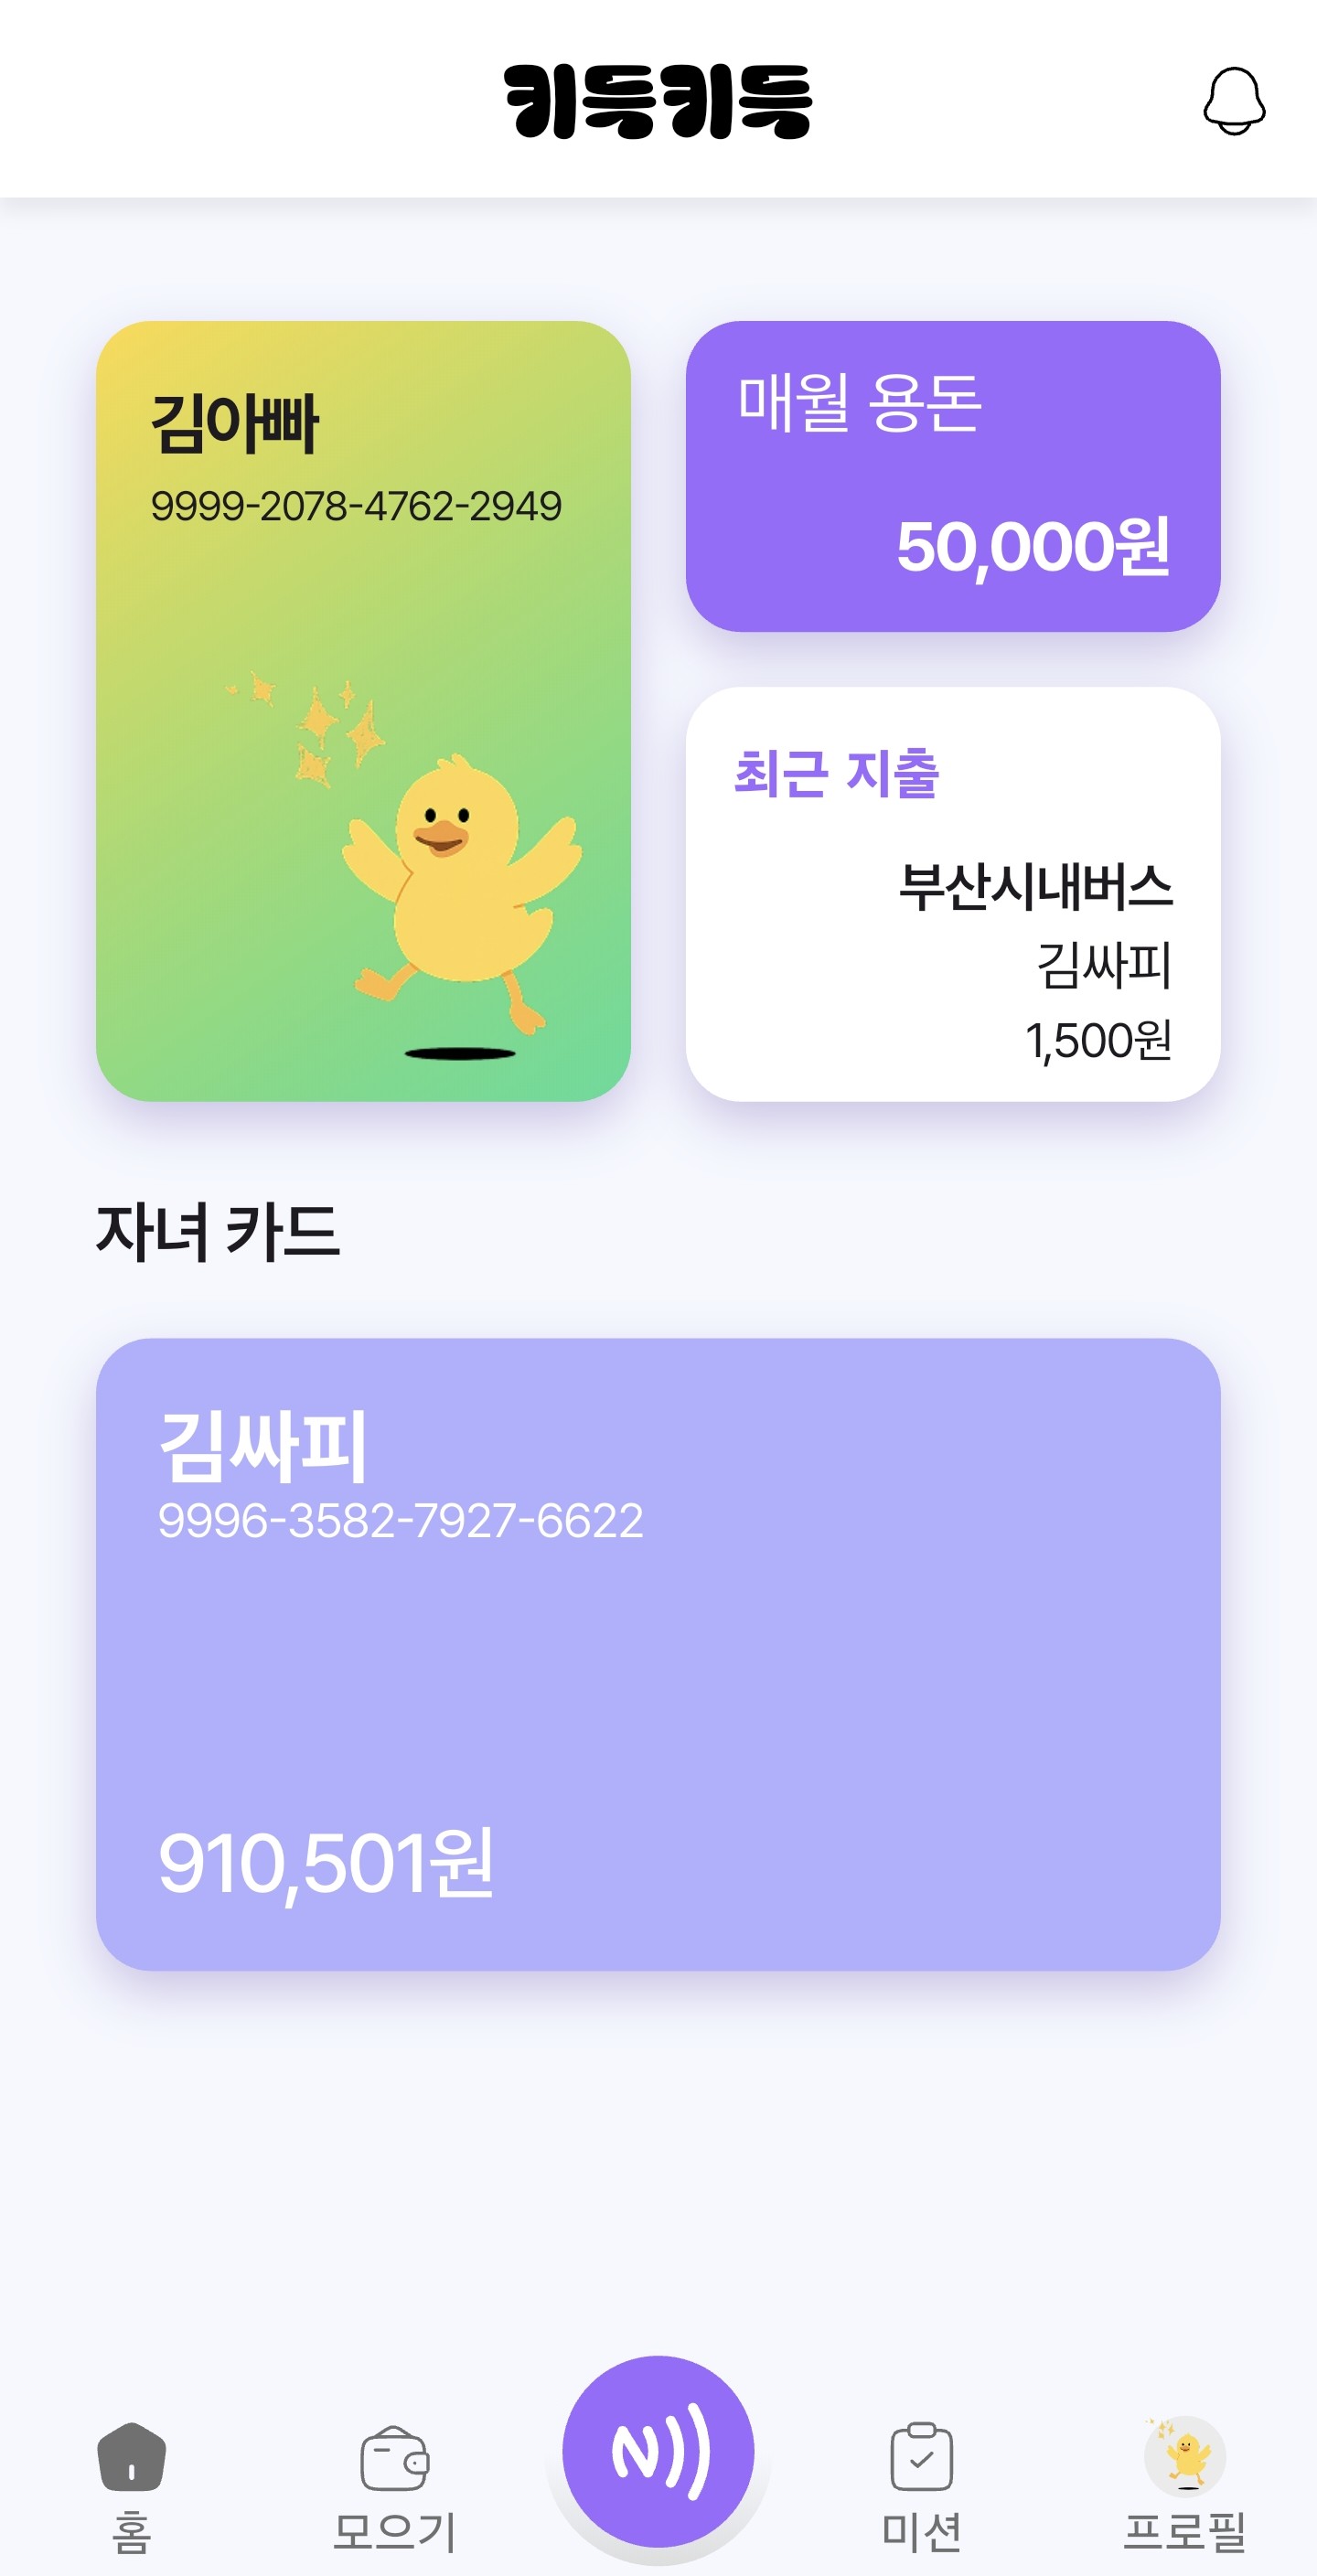 키득키득
김아빠
9999-2078-4762-2949
매월 용돈
50,000원
최근 지출
부산시내버스
김싸피
1,500원
자녀 카드
김싸피
9996-3582-7927-6622
910,501원
홈
모으기
미션
프로필